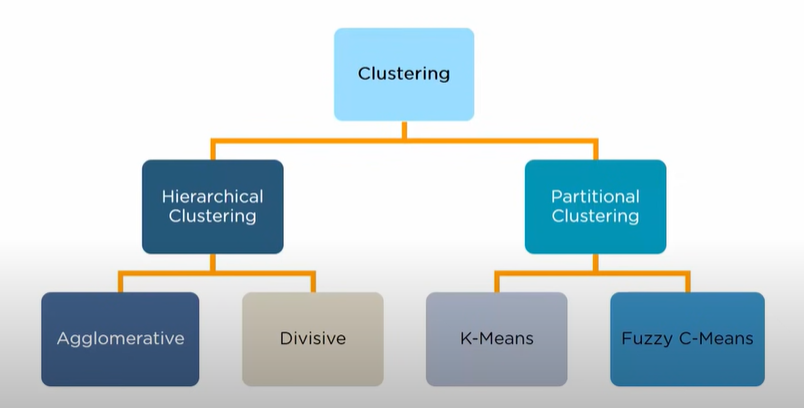 Clustering
Hierarchical
Clustering
Partitional
Clustering
Agglomerative
Divisive
K-Means
Fuzzy C-Means